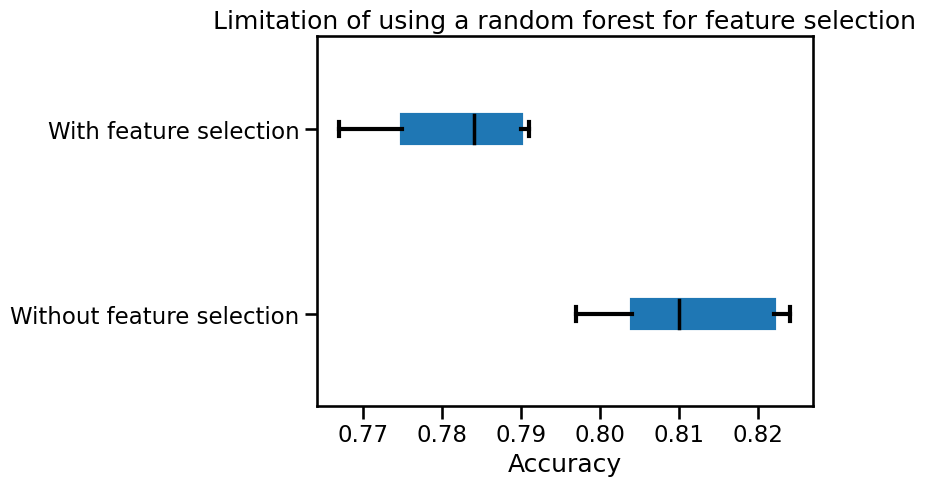 Limitation of using a random forest for feature selection
With feature selection
Without feature selection
0.77 0.78 0.79 0.80 0.81 0.82
Accuracy